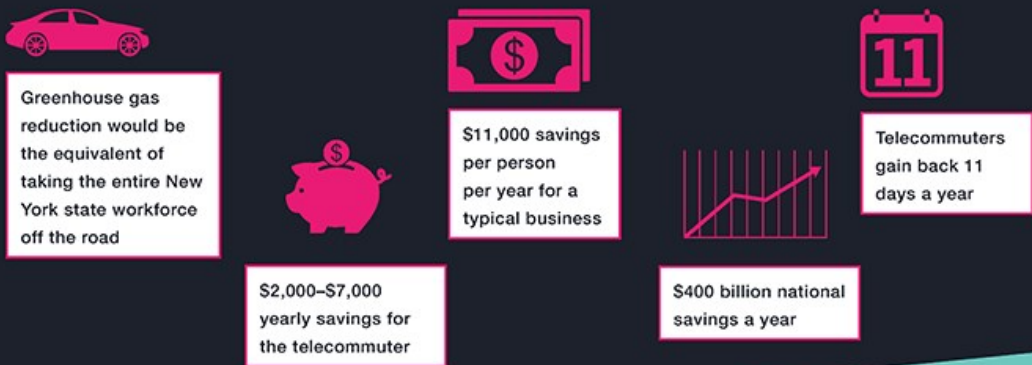 Greenhouse gas
reduction would be
the equivalent of
taking the entire New
York state workforce
off the road
$
$2,000–$7,000
yearly savings for
the telecommuter
$
$11,000 savings
per person
per year for a
typical business
$400 billion national
savings a year
11
Telecommuters
gain back 11
days a year